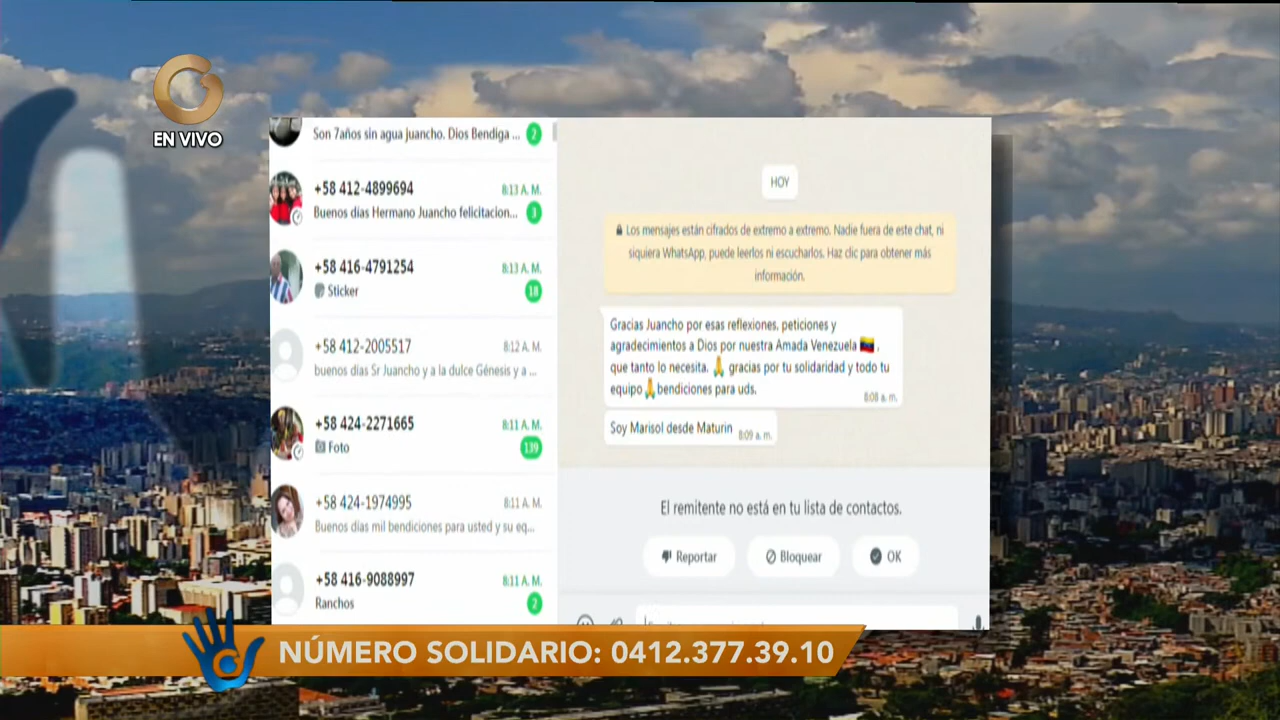 EN VIVO
Son 7años sin agua juancho. Dios Bendiga ... 2
+58 412-4899694 8:13 A. M.
Buenos días Hermano Juancho felicitacion... 3
+58 416-4791254 8:13 A. M.
Sticker 18
+58 412-2005517 8:12 A. M.
buenos días Sr Juancho y a la dulce Génesis y a ...
+58 424-2271665 8:11 A. M.
Foto 139
+58 424-1974995 8:11 A. M.
Buenos días mil bendiciones para usted y su eq...
+58 416-9088997 8:11 A. M.
Ranchos 2
HOY
Los mensajes están cifrados de extremo a extremo. Nadie fuera de este chat, ni
siquiera WhatsApp, puede leerlos ni escucharlos. Haz clic para obtener más
información.
Gracias Juancho por esas reflexiones, peticiones y
agradecimientos a Dios por nuestra Amada Venezuela 🇻🇪 ,
que tanto lo necesita. 🙏 gracias por tu solidaridad y todo tu
equipo🙏bendiciones para uds.
8:08 a. m.
Soy Marisol desde Maturin 8:09 a. m.
El remitente no está en tu lista de contactos.
Reportar Bloquear OK
NÚMERO SOLIDARIO: 0412.377.39.10